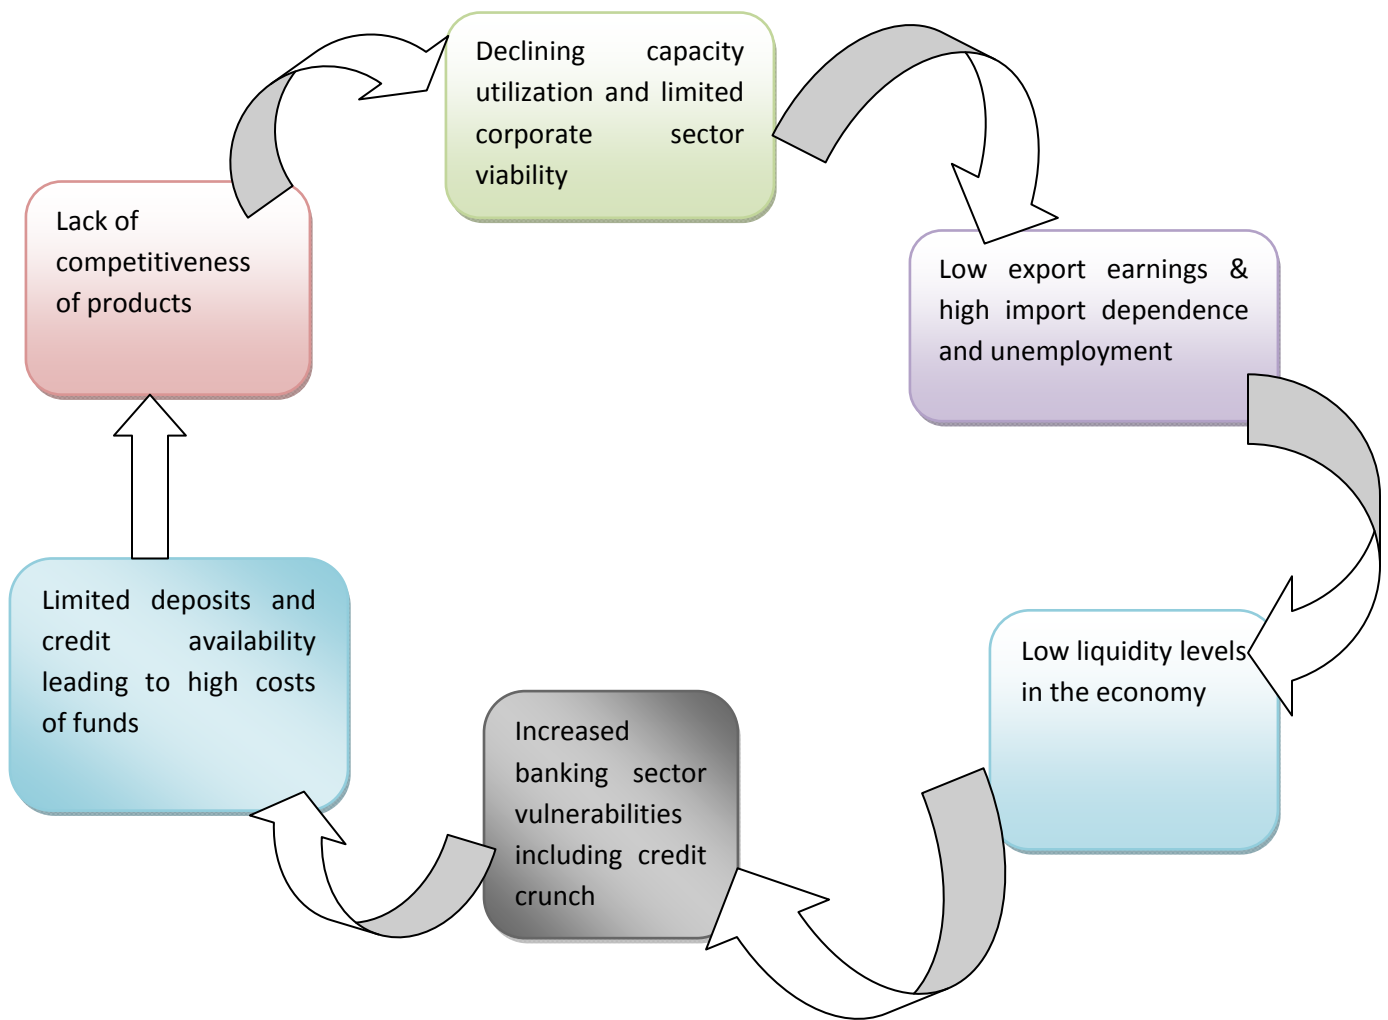 Declining capacity
utilization and limited
corporate sector
viability
Low export earnings &
high import dependence
and unemployment
Low liquidity levels
in the economy
Increased
banking sector
vulnerabilities
including credit
crunch
Limited deposits and
credit availability
leading to high costs
of funds
Lack of
competitiveness
of products